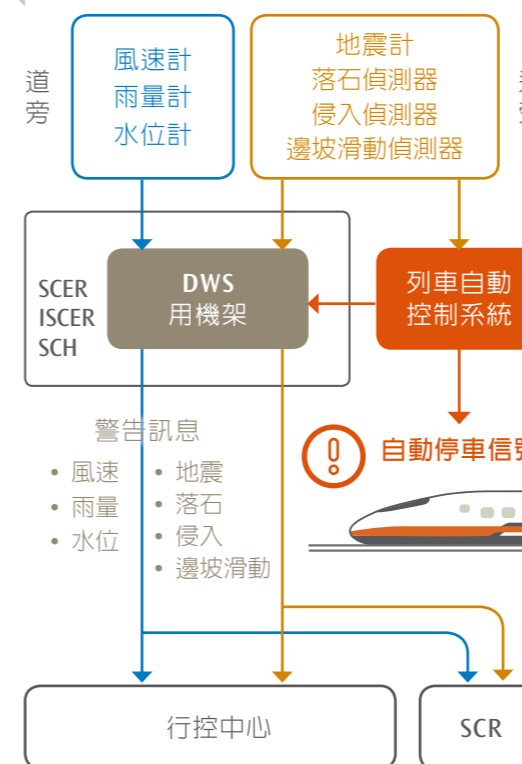 道旁
風速計
雨量計
水位計
地震計
落石偵測器
侵入偵測器
邊坡滑動偵測器
SCER
ISCER
SCH
DWS
用機架
列車自動
控制系統
警告訊息
• 風速
• 雨量
• 水位
• 地震
• 落石
• 侵入
• 邊坡滑動
自動停車信號
行控中心
SCR